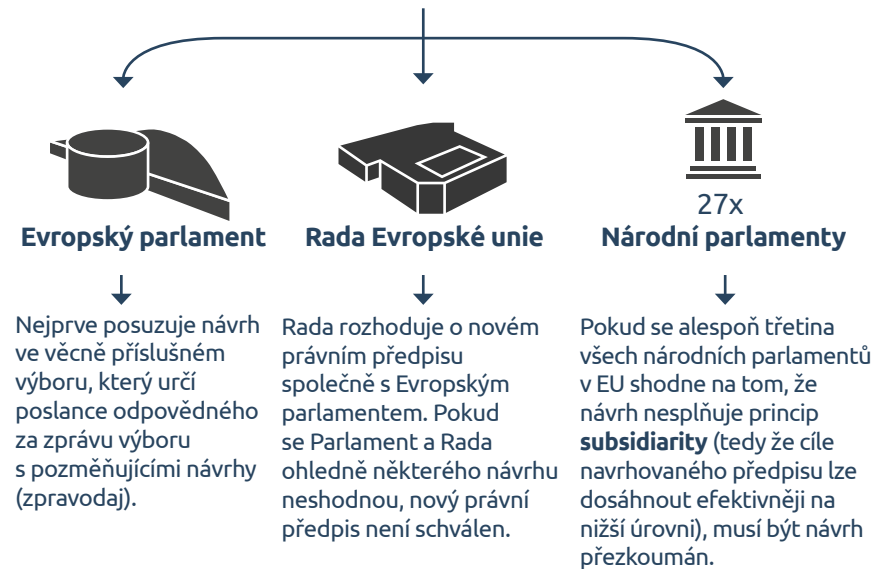 Evropský parlament
Nejprve posuzuje návrh
ve věcně příslušném
výboru, který určí
poslance odpovědného
za zprávu výboru
s pozměňujícími návrhy
(zpravodaj).
Rada Evropské unie
Rada rozhoduje o novém
právním předpisu
společně s Evropským
parlamentem. Pokud
se Parlament a Rada
ohledně některého návrhu
neshodnou, nový právní
předpis není schválen.
27x
Národní parlamenty
Pokud se alespoň třetina
všech národních parlamentů
v EU shodne na tom, že
návrh nesplňuje princip
subsidiarity (tedy že cíle
navrhovaného předpisu lze
dosáhnout efektivněji na
nižší úrovni), musí být návrh
přezkoumán.